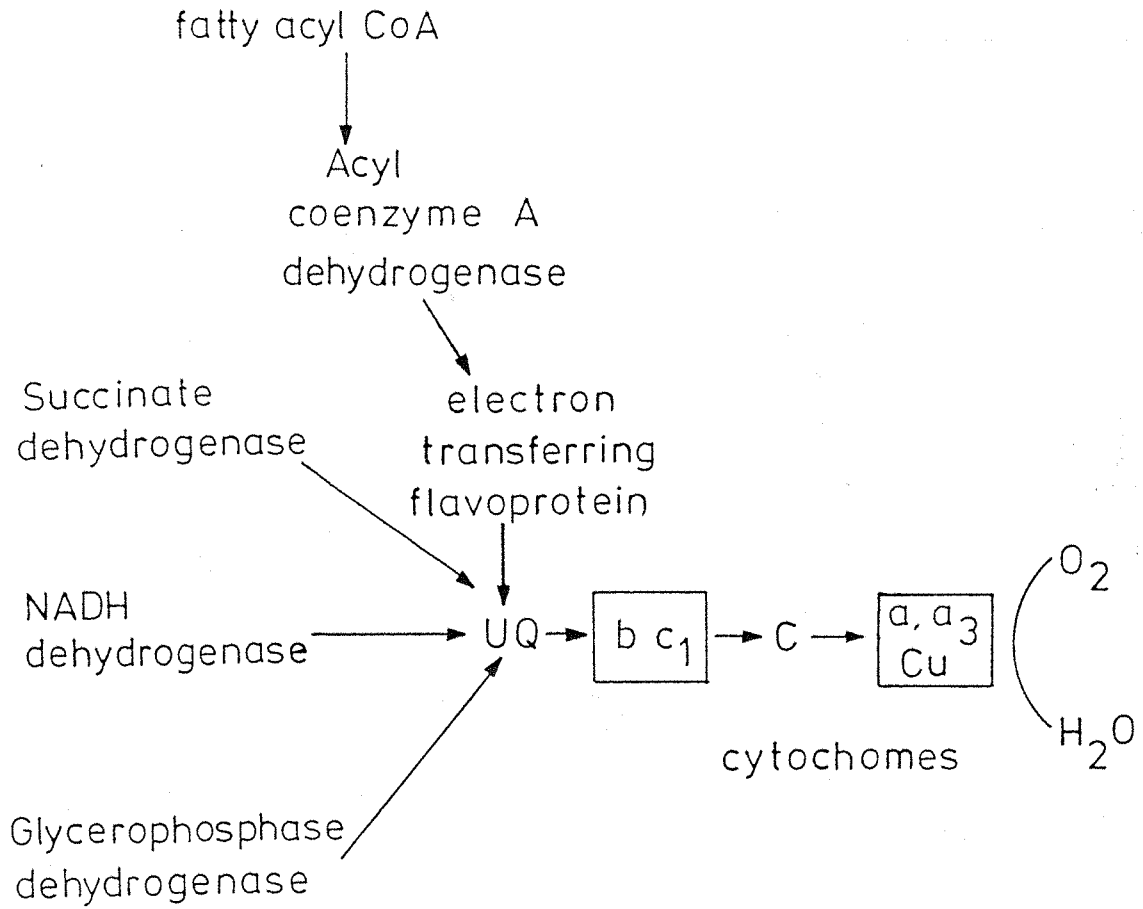 fatty acyl CoA
Acyl
coenzyme A
dehydrogenase
Succinate
dehydrogenase
electron
transferring
flavoprotein
NADH
dehydrogenase
UQ
b c1
C
a, a3
Cu
O2
H2O
cytochomes
Glycerophosphase
dehydrogenase